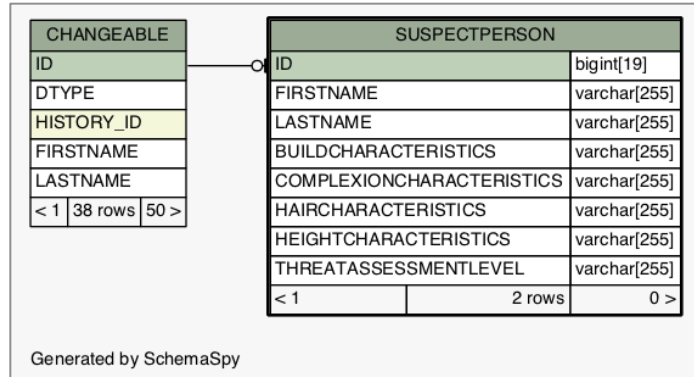 CHANGEABLE
ID
DTYPE
HISTORY_ID
FIRSTNAME
LASTNAME
< 1 38 rows 50 >
SUSPECTPERSON
ID bigint[19]
FIRSTNAME varchar[255]
LASTNAME varchar[255]
BUILDCHARACTERISTICS varchar[255]
COMPLEXIONCHARACTERISTICS varchar[255]
HAIRCHARACTERISTICS varchar[255]
HEIGHTCHARACTERISTICS varchar[255]
THREATASSESSMENTLEVEL varchar[255]
< 1 2 rows 0 >
Generated by SchemaSpy